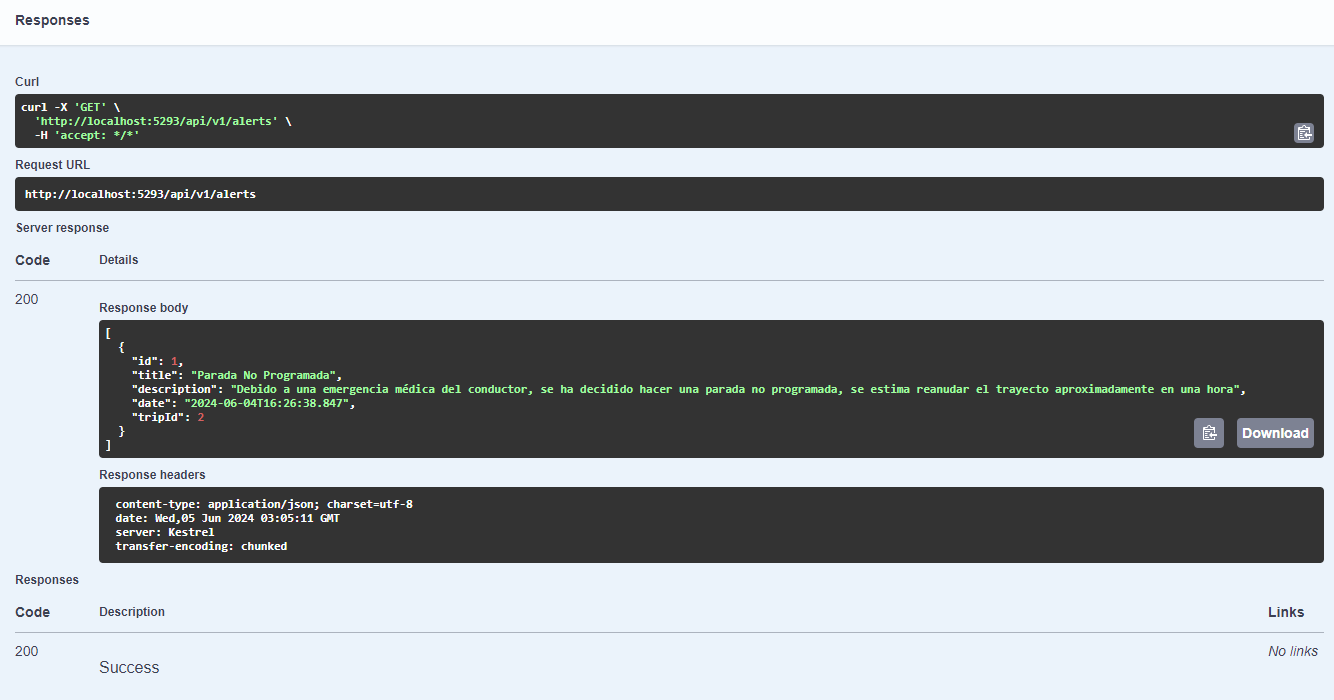 Responses
Curl
curl -X 'GET' \
  'http://localhost:5293/api/v1/alerts' \
  -H 'accept: */*'
Request URL
http://localhost:5293/api/v1/alerts
Server response
Code Details
200
Response body
[
  {
    "id": 1,
    "title": "Parada No Programada",
    "description": "Debido a una emergencia médica del conductor, se ha decidido hacer una parada no programada, se estima reanudar el trayecto aproximadamente en una hora",
    "date": "2024-06-04T16:26:38.847",
    "tripId": 2
  }
]
Download
Response headers
content-type: application/json; charset=utf-8
date: Wed,05 Jun 2024 03:05:11 GMT
server: Kestrel
transfer-encoding: chunked
Responses
Code Description Links
200 No links
Success